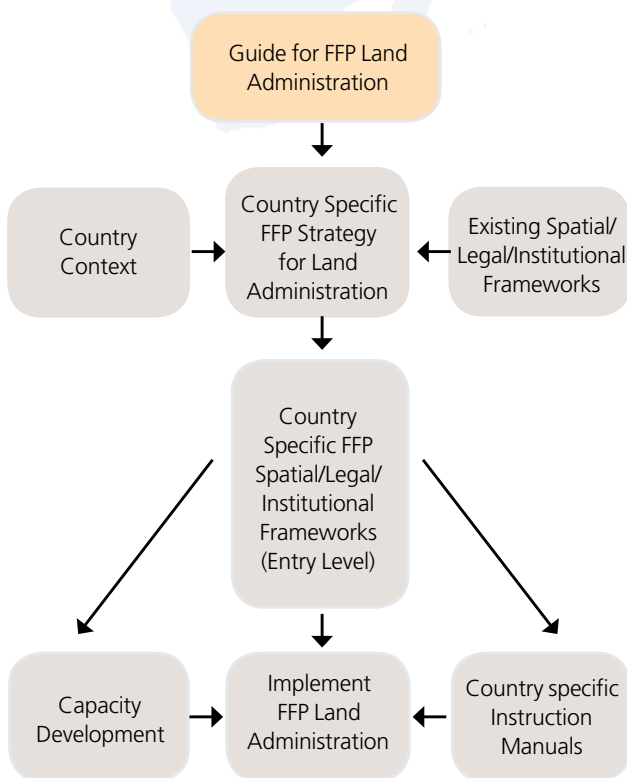 Guide for FFP Land
Administration
Country
Context
Country Specific
FFP Strategy
for Land
Administration
Existing Spatial/
Legal/Institutional
Frameworks
Country
Specific FFP
Spatial/Legal/
Institutional
Frameworks
(Entry Level)
Capacity
Development
Implement
FFP Land
Administration
Country specific
Instruction
Manuals